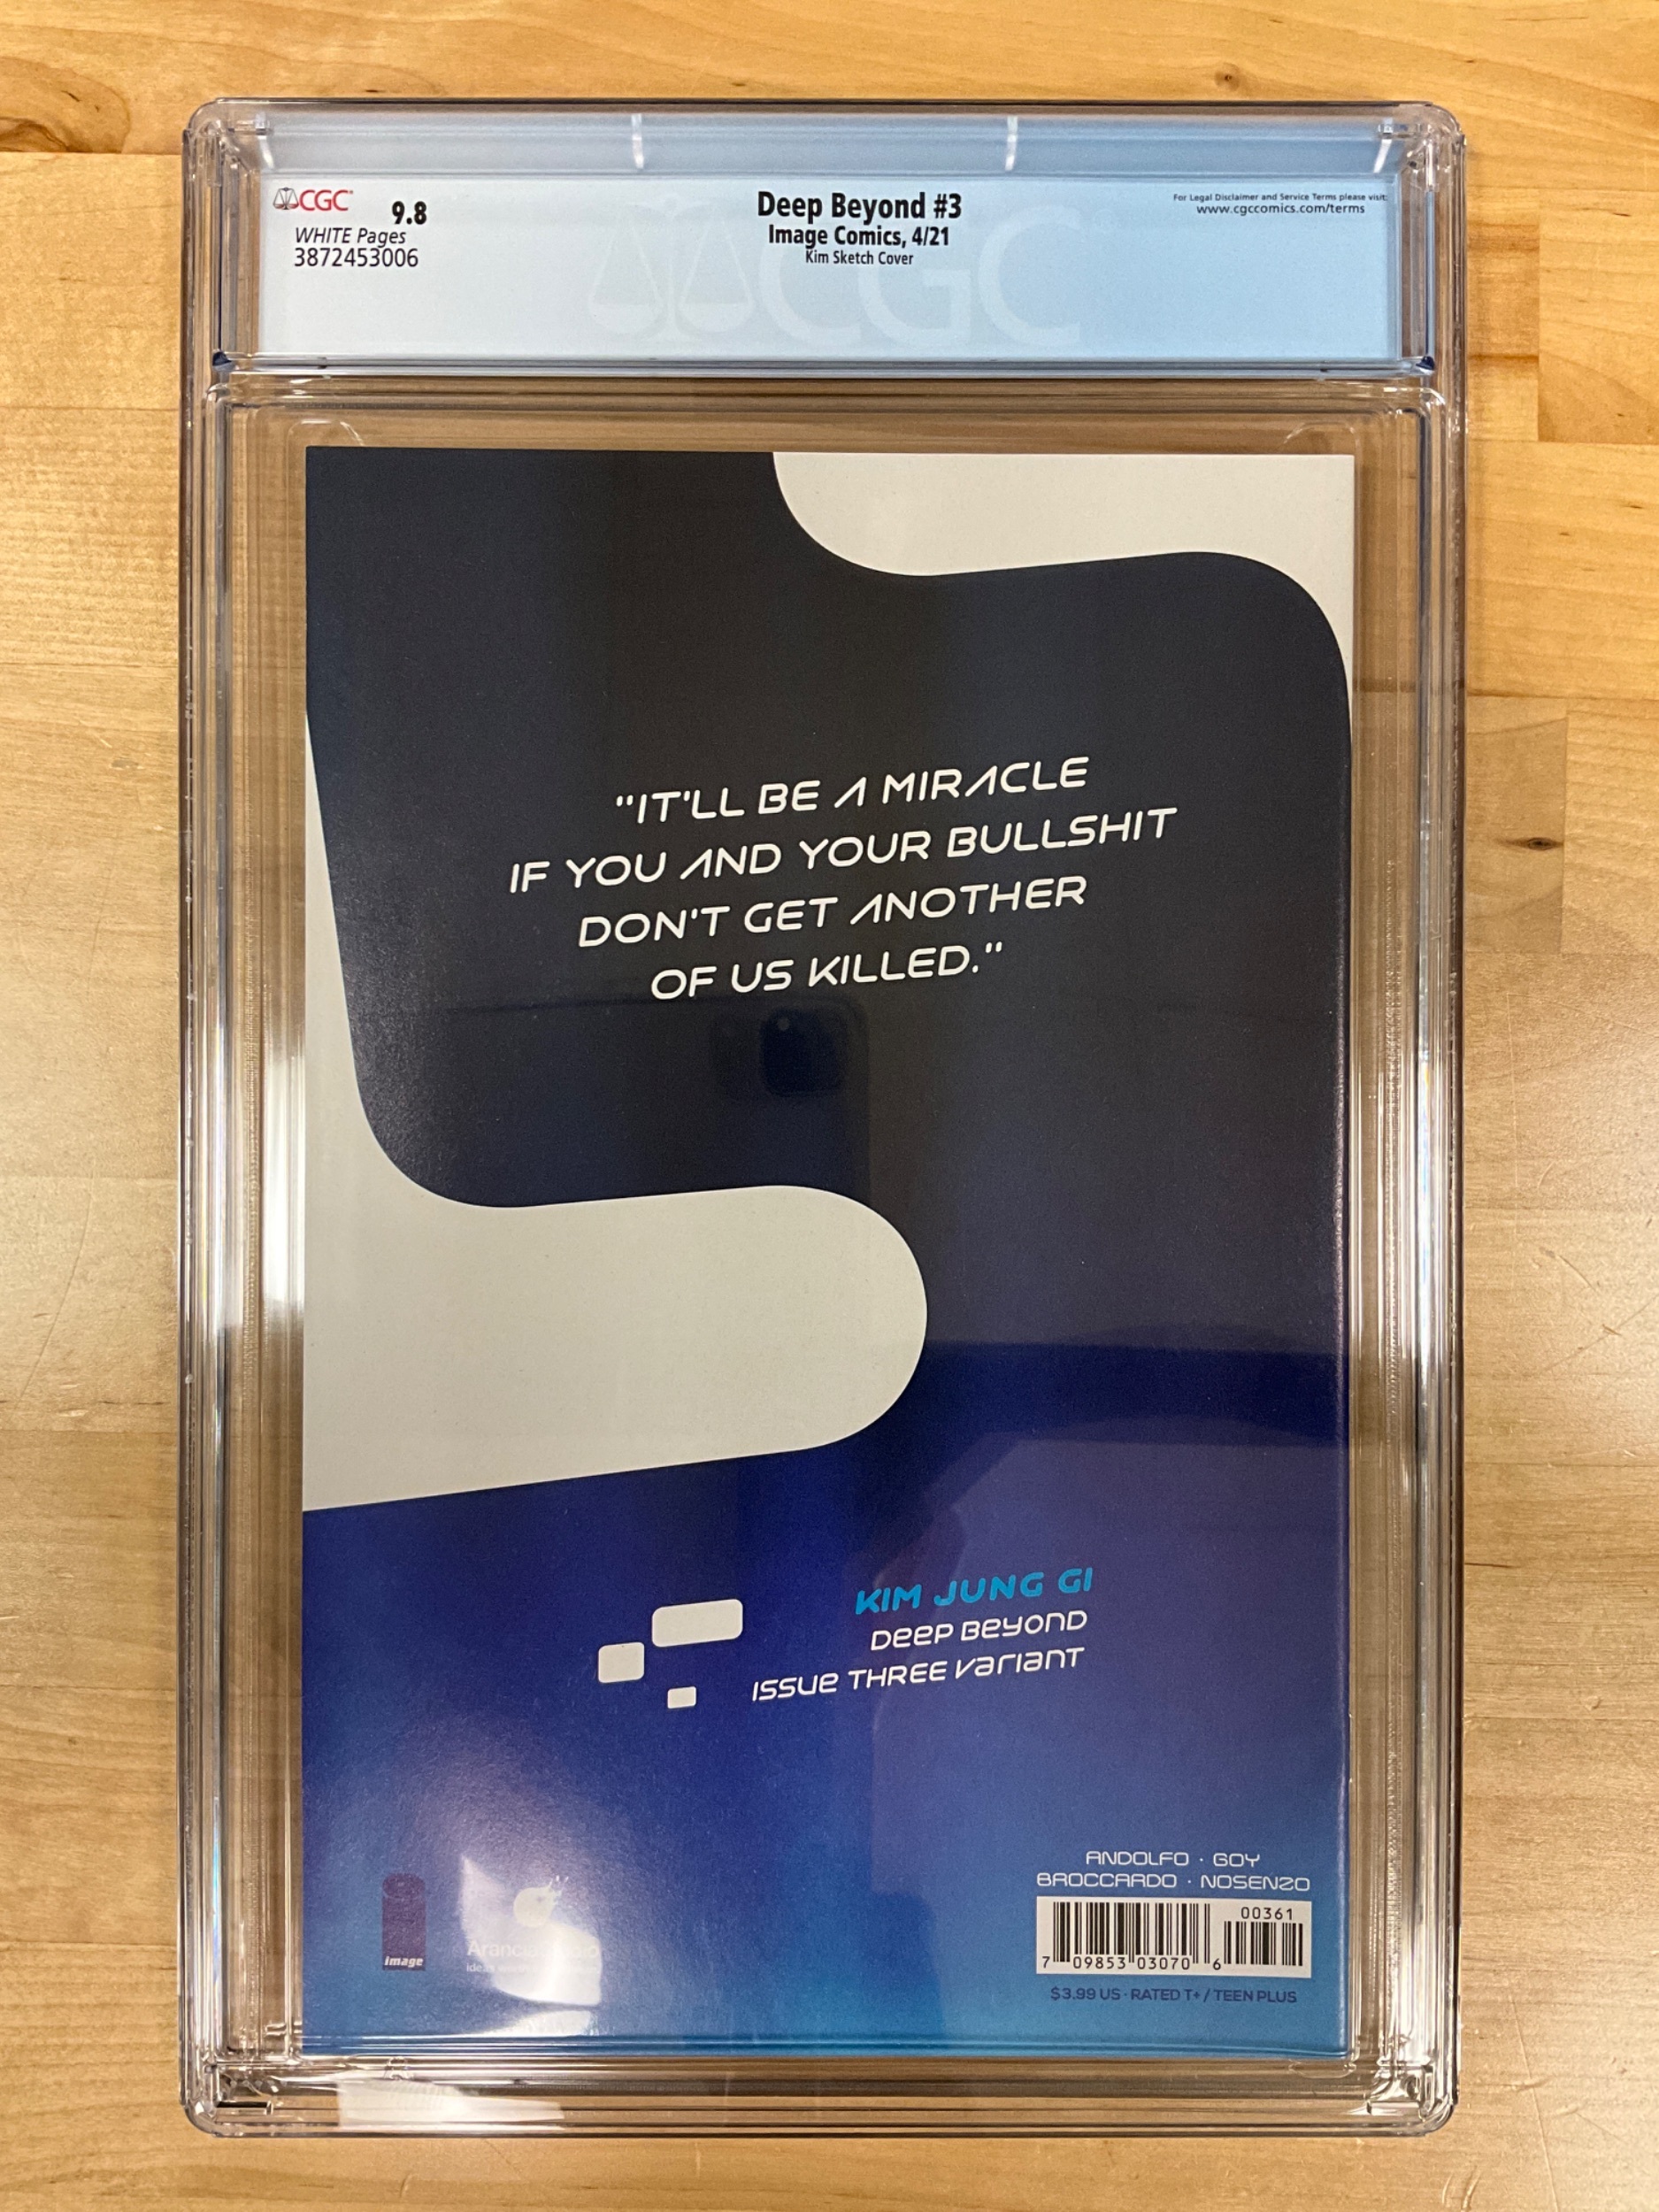 CGC
9.8
WHITE Pages
3872453006
Deep Beyond #3
Image Comics, 4/21
Kim Sketch Cover
For Legal Disclaimer and Service Terms please visit:
www.cgccomics.com/terms
CGC
"IT'LL BE A MIRACLE
IF YOU AND YOUR BULLSHIT
DON'T GET ANOTHER
OF US KILLED."
KIM JUNG GI
DEEP BEYOND
ISSUE THREE VARIANT
image
ANDOLFO · GOY
BROCCARDO · NOSENZO
00361
7 09853 03070 6
$3.99 US · RATED T+ / TEEN PLUS